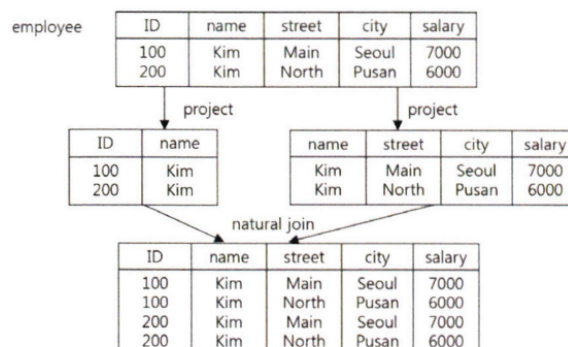 employee ID name street city salary
100 Kim Main Seoul 7000
200 Kim North Pusan 6000
project project
ID name name street city salary
100 Kim Kim Main Seoul 7000
200 Kim Kim North Pusan 6000
natural join
ID name street city salary
100 Kim Main Seoul 7000
100 Kim North Pusan 6000
200 Kim Main Seoul 7000
200 Kim North Pusan 6000